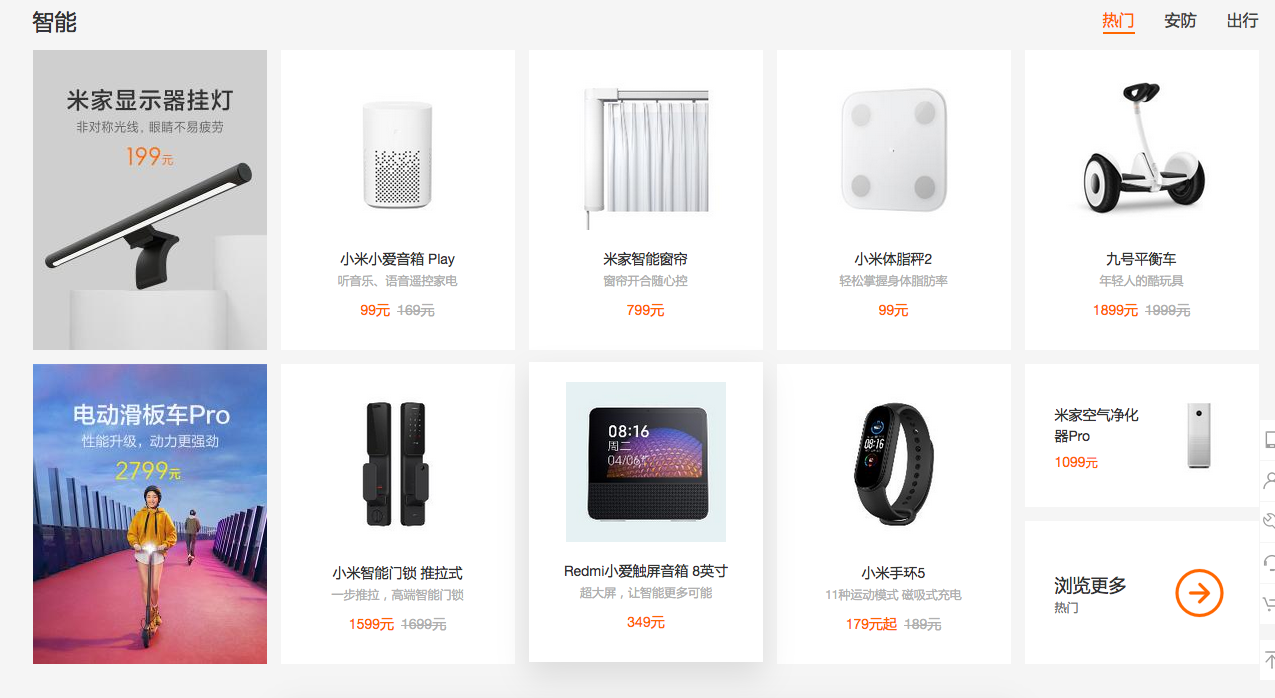 智能
热门 安防 出行
米家显示器挂灯
非对称光线，眼睛不易疲劳
199元
小米小爱音箱 Play
听音乐、语音遥控家电
99元 169元
米家智能窗帘
窗帘开合随心控
799元
小米体脂秤2
轻松掌握身体脂肪率
99元
九号平衡车
年轻人的酷玩具
1899元 1999元
电动滑板车Pro
性能升级，动力更强劲
2799元
小米智能门锁 推拉式
一步推拉，高端智能门锁
1599元 1699元
08:16
周二
04/06
Redmi小爱触屏音箱 8英寸
超大屏，让智能更多可能
349元
08:16
小米手环5
11种运动模式 磁吸式充电
179元起 189元
米家空气净化
器Pro
1099元
浏览更多
热门